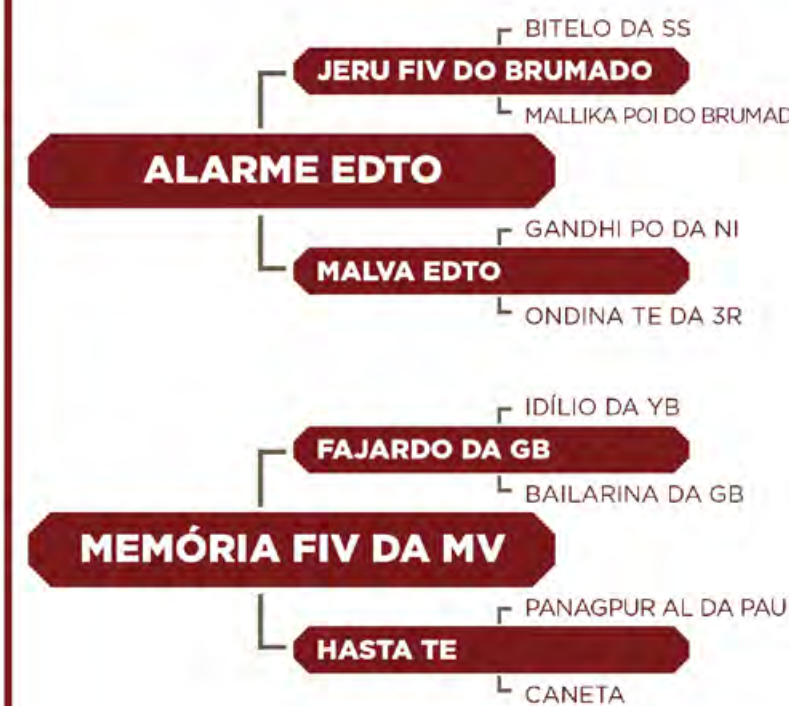 BITELO DA SS
JERU FIV DO BRUMADO
MALLIKA POI DO BRUMAD
ALARME EDTO
GANDHI PO DA NI
MALVA EDTO
ONDINA TE DA 3R
IDÍLIO DA YB
FAJARDO DA GB
BAILARINA DA GB
MEMÓRIA FIV DA MV
PANAGPUR AL DA PAU
HASTA TE
CANETA